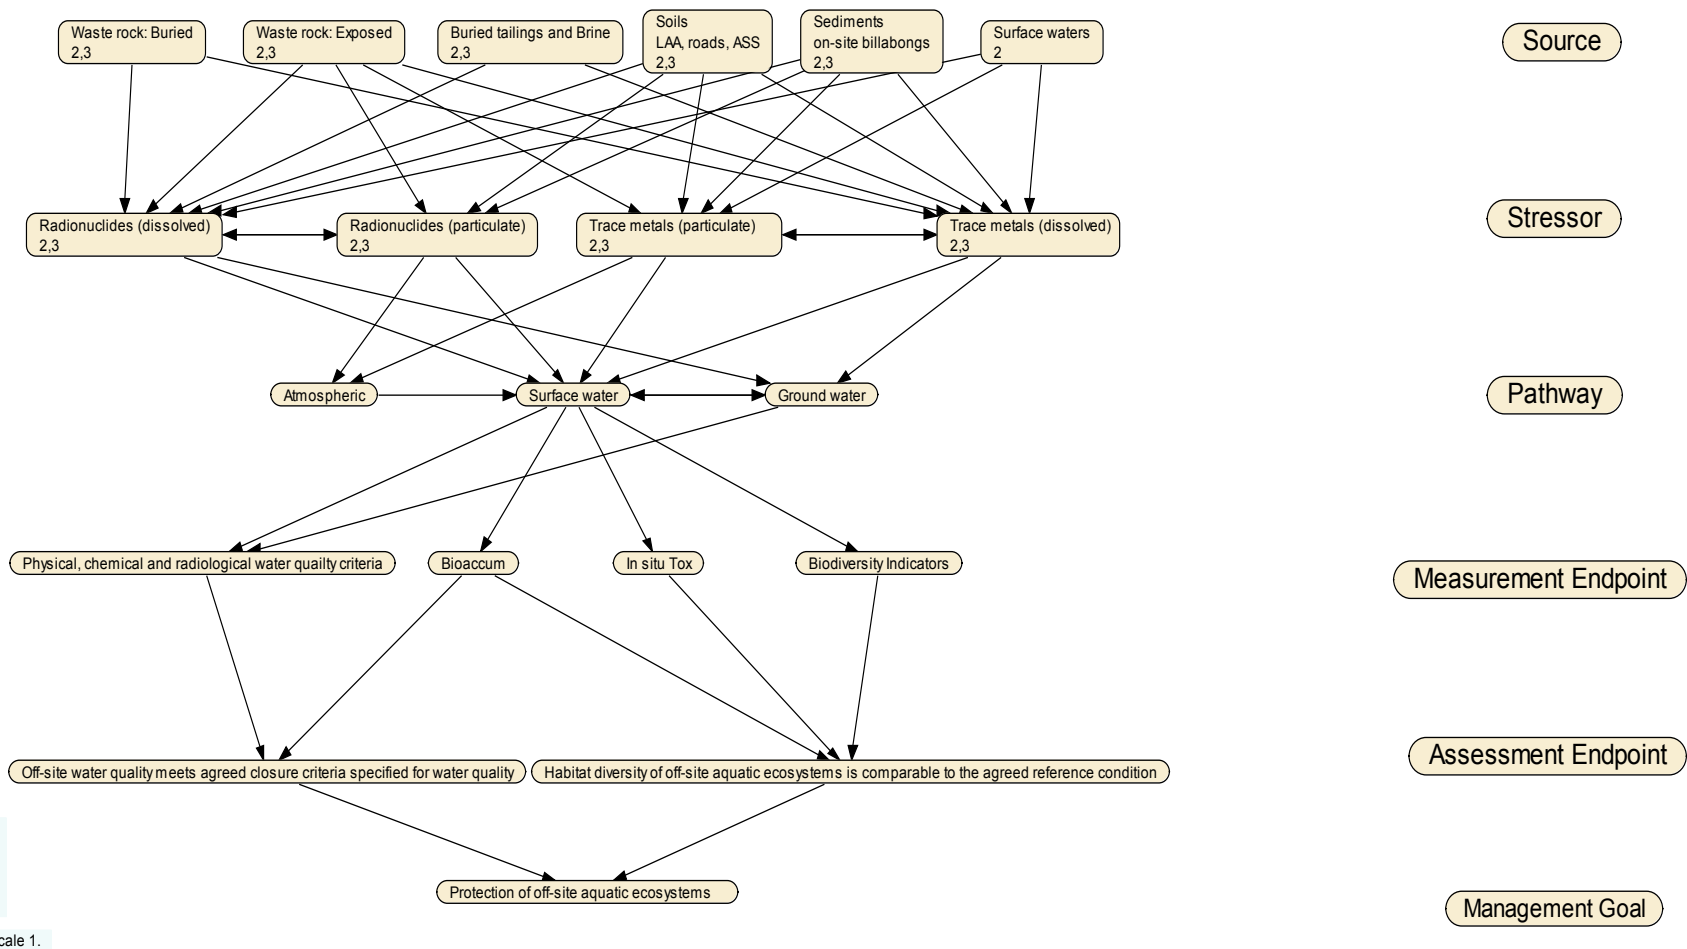 Waste rock: Buried
2,3
Waste rock: Exposed
2,3
Buried tailings and Brine
2,3
Soils
LAA, roads, ASS
2,3
Sediments
on-site billabongs
2,3
Surface waters
2
Source
Radionuclides (dissolved)
2,3
Radionuclides (particulate)
2,3
Trace metals (particulate)
2,3
Trace metals (dissolved)
2,3
Stressor
Atmospheric
Surface water
Ground water
Pathway
Physical, chemical and radiological water quailty criteria
Bioaccum
In situ Tox
Biodiversity Indicators
Measurement Endpoint
Off-site water quality meets agreed closure criteria specified for water quality
Habitat diversity of off-site aquatic ecosystems is comparable to the agreed reference condition
Assessment Endpoint
Protection of off-site aquatic ecosystems
Management Goal
cale 1.